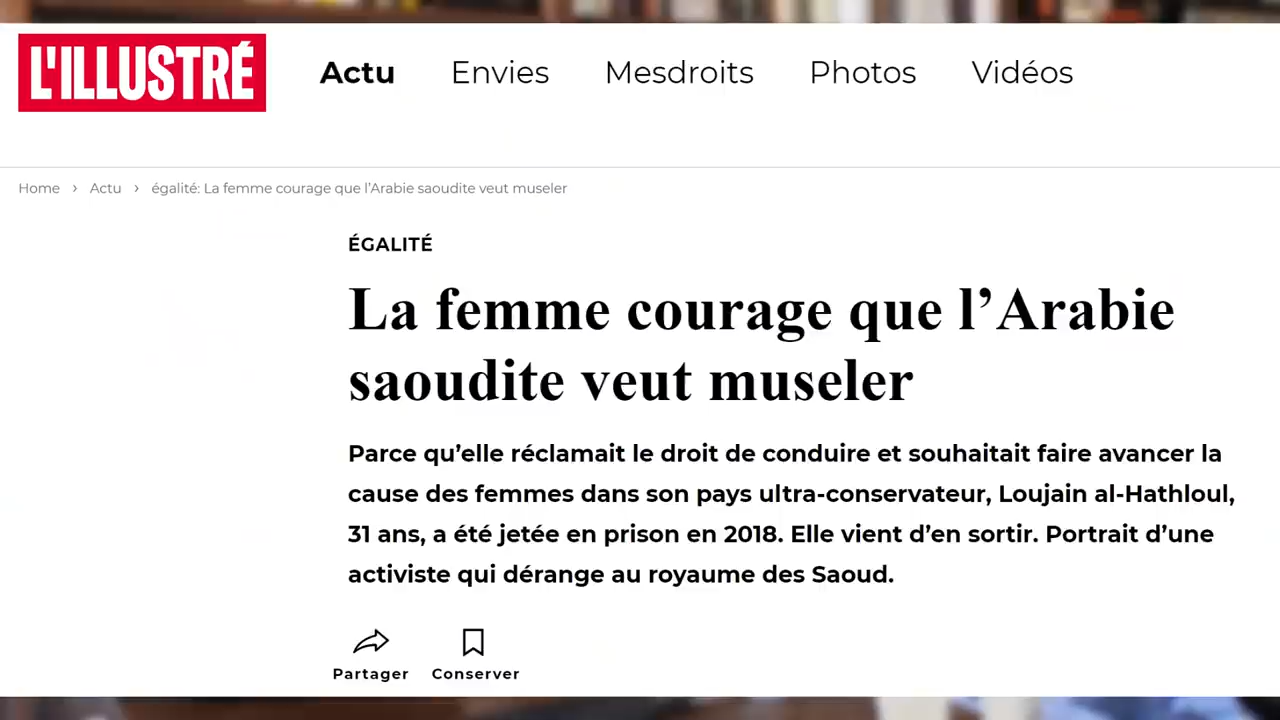 L'ILLUSTRÉ
Actu Envies Mesdroits Photos Vidéos
Home › Actu › égalité: La femme courage que l’Arabie saoudite veut museler
ÉGALITÉ
La femme courage que l’Arabie
saoudite veut museler
Parce qu’elle réclamait le droit de conduire et souhaitait faire avancer la
cause des femmes dans son pays ultra-conservateur, Loujain al-Hathloul,
31 ans, a été jetée en prison en 2018. Elle vient d’en sortir. Portrait d’une
activiste qui dérange au royaume des Saoud.
Partager Conserver